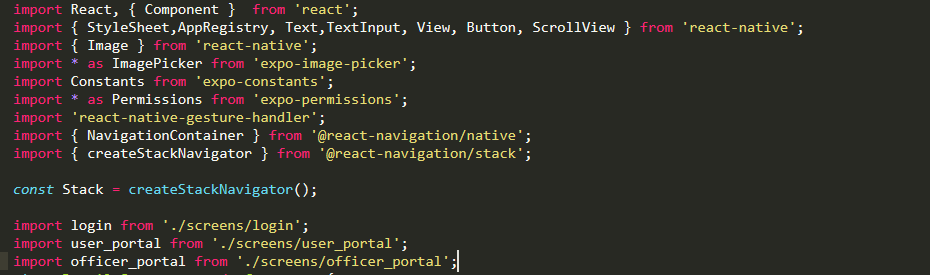 import React, { Component }  from 'react';
import { StyleSheet,AppRegistry, Text,TextInput, View, Button, ScrollView } from 'react-native';
import { Image } from 'react-native';
import * as ImagePicker from 'expo-image-picker';
import Constants from 'expo-constants';
import * as Permissions from 'expo-permissions';
import 'react-native-gesture-handler';
import { NavigationContainer } from '@react-navigation/native';
import { createStackNavigator } from '@react-navigation/stack';
const Stack = createStackNavigator();
import login from './screens/login';
import user_portal from './screens/user_portal';
import officer_portal from './screens/officer_portal';